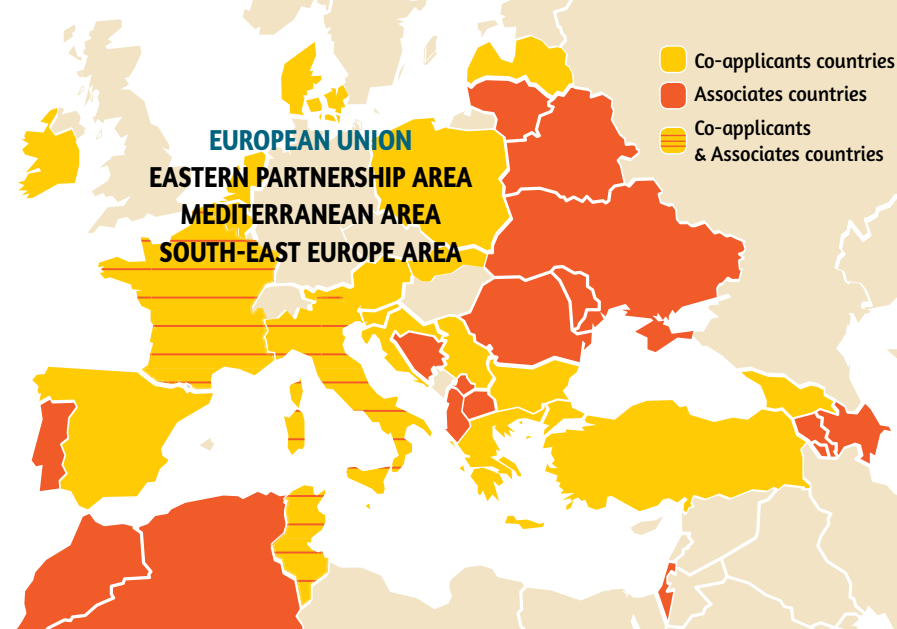 EUROPEAN UNION
EASTERN PARTNERSHIP AREA
MEDITERRANEAN AREA
SOUTH-EAST EUROPE AREA
Co-applicants countries
Associates countries
Co-applicants
& Associates countries